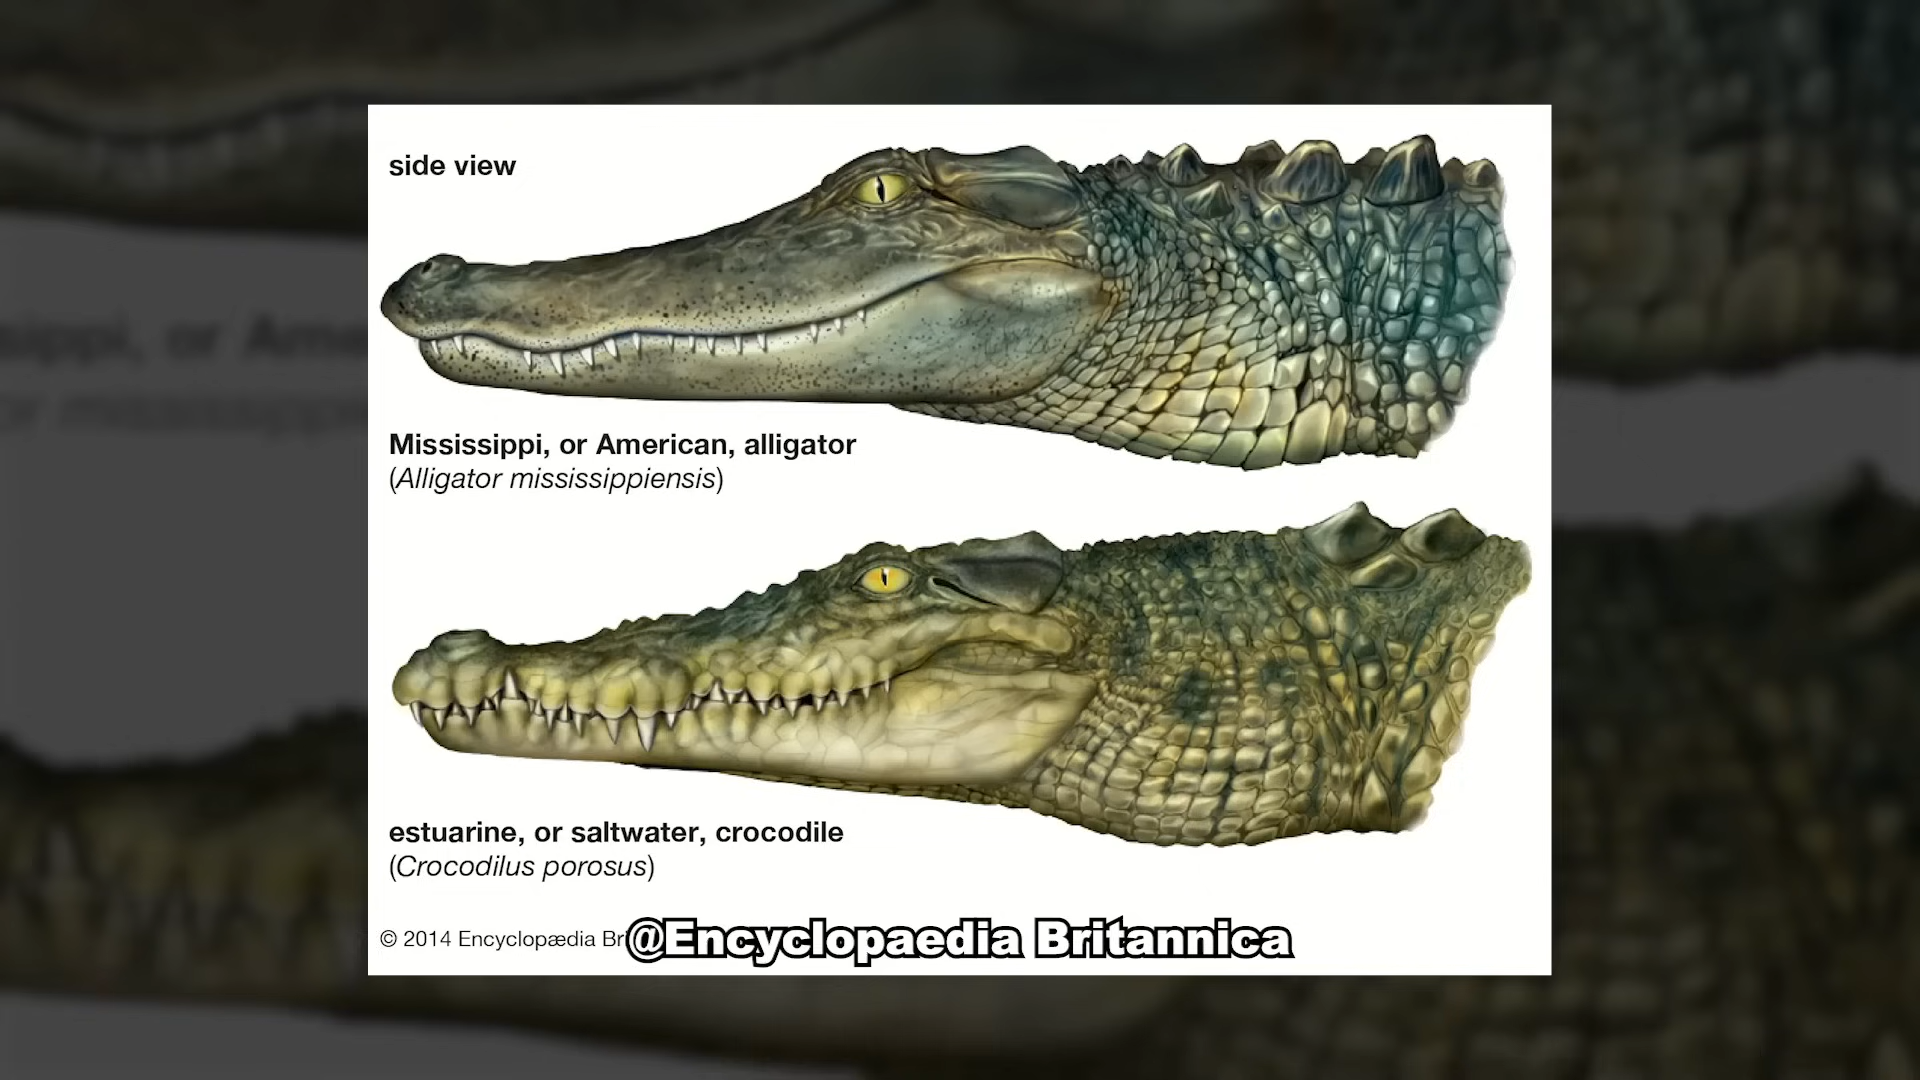 side view
Mississippi, or American, alligator
(Alligator mississippiensis)
estuarine, or saltwater, crocodile
(Crocodilus porosus)
© 2014 Encyclopædia Br
@Encyclopaedia Britannica